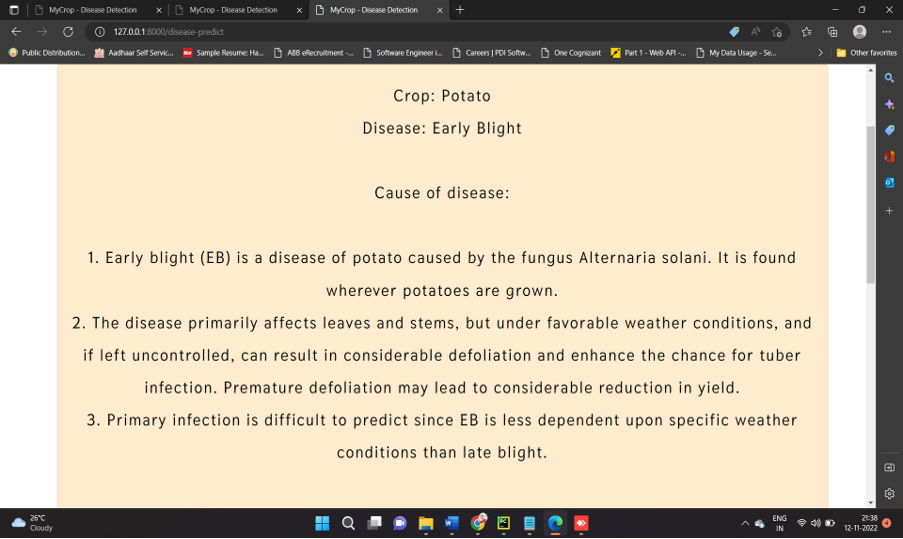 MyCrop - Disease Detection
MyCrop - Disease Detection
MyCrop - Disease Detection
127.0.0.1:8000/disease-predict
Public Distribution...
Aadhaar Self Servic...
Sample Resume: Ha...
ABB eRecruitment -...
Software Engineer i...
Careers | PDI Softw...
One Cognizant
Part 1 - Web API -...
My Data Usage - Se...
Other favorites
Crop: Potato
Disease: Early Blight
Cause of disease:
1. Early blight (EB) is a disease of potato caused by the fungus Alternaria solani. It is found
wherever potatoes are grown.
2. The disease primarily affects leaves and stems, but under favorable weather conditions, and
if left uncontrolled, can result in considerable defoliation and enhance the chance for tuber
infection. Premature defoliation may lead to considerable reduction in yield.
3. Primary infection is difficult to predict since EB is less dependent upon specific weather
conditions than late blight.
26°C
Cloudy
ENG
IN
21:38
12-11-2022
4